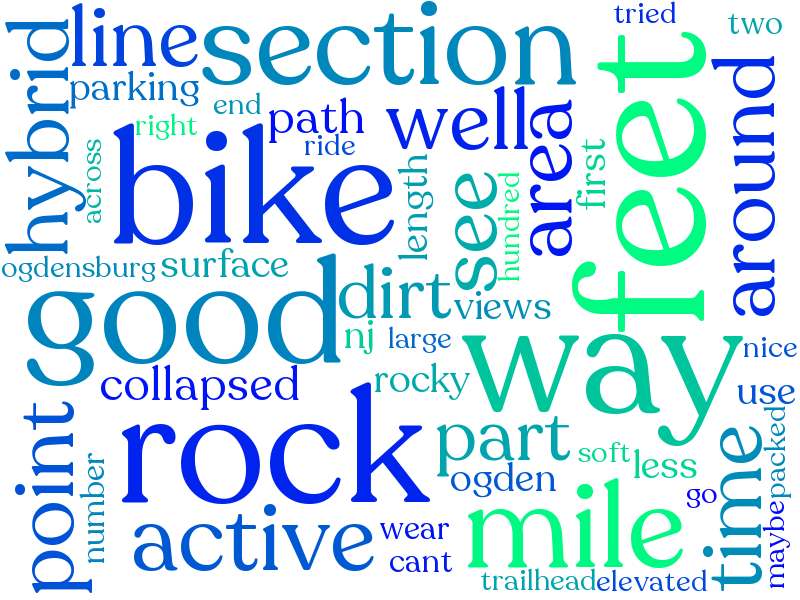 tried
two
line
section
feet
hybrid
parking
end
right
path
ride
well
area
around
across
bike
length
see
hundred
first
ogdensburg
surface
good
dirt
views
nj
large
way
nice
collapsed
rocky
use
rock
part
point
ogden
soft
less
time
packed
number
active
wear
cant
mile
go
maybe
trailhead
elevated